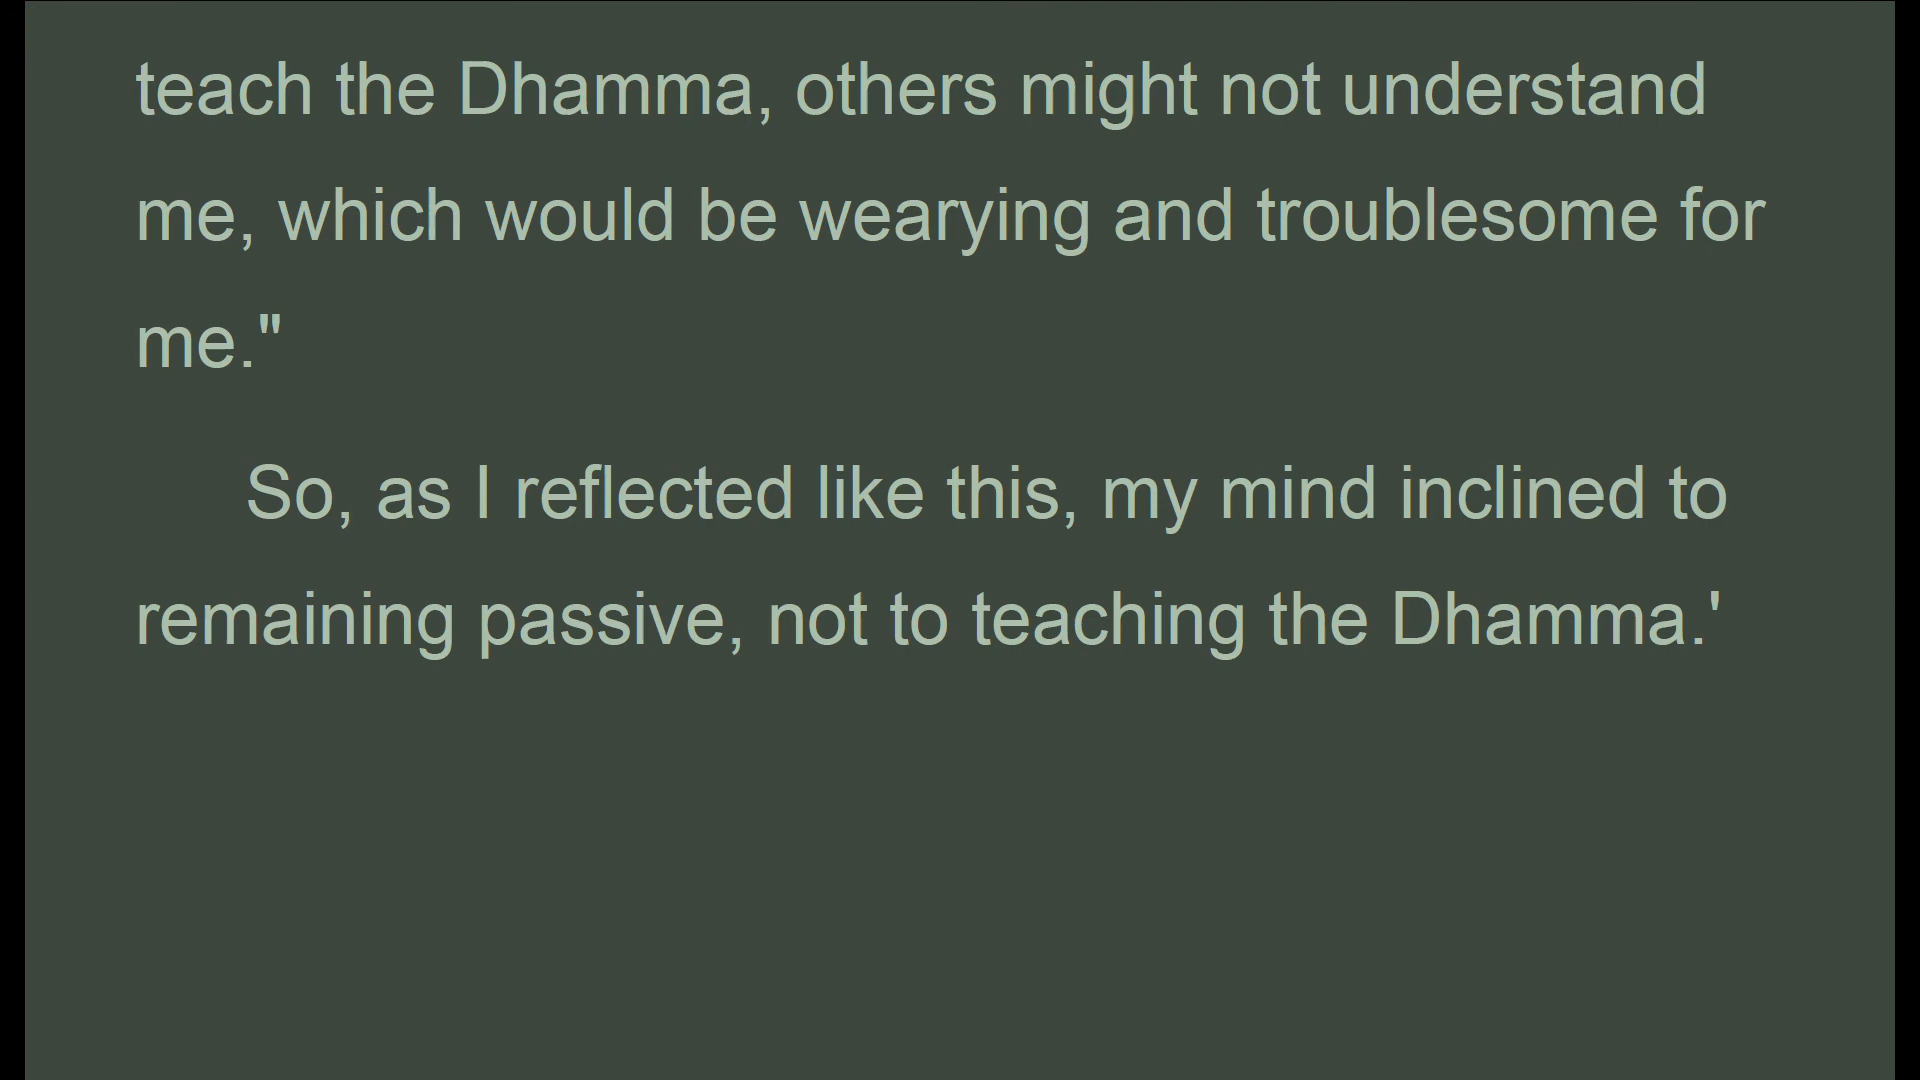 teach the Dhamma, others might not understand
me, which would be wearying and troublesome for
me."
So, as I reflected like this, my mind inclined to
remaining passive, not to teaching the Dhamma.'